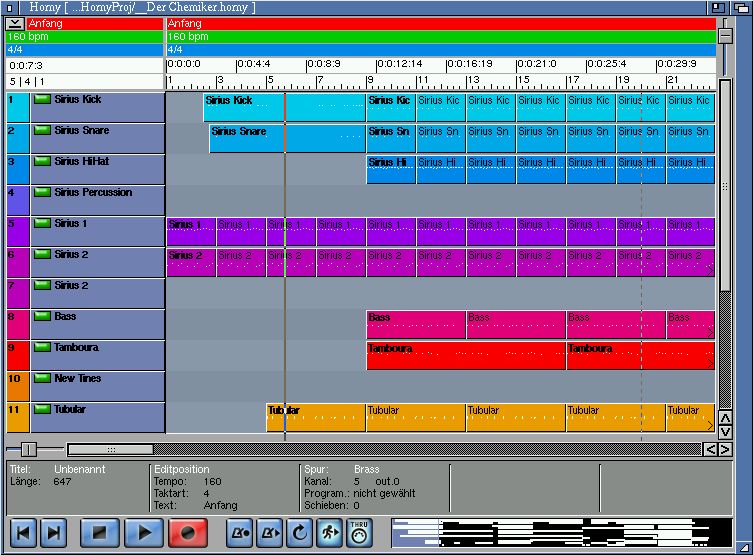 Horny [ ...HornyProj/__Der Chemiker.horny ]
Anfang Anfang
160 bpm 160 bpm
4/4 4/4
0:0:7:3 0:0:0:0 0:0:4:4 0:0:8:9 0:0:12:14 0:0:16:19 0:0:21:0 0:0:25:4 0:0:29:9
5 | 4 | 1 1 3 5 7 9 11 13 15 17 19 21
1 Sirius Kick Sirius Kick Sirius Kic Sirius Kic Sirius Kic Sirius Kic Sirius Kic Sirius Kic Sirius Kic
2 Sirius Snare Sirius Snare Sirius Sn Sirius Sn Sirius Sn Sirius Sn Sirius Sn Sirius Sn Sirius Sn
3 Sirius HiHat Sirius Hi Sirius Hi Sirius Hi Sirius Hi Sirius Hi Sirius Hi Sirius Hi
4 Sirius Percussion
5 Sirius 1 Sirius 1 Sirius 1 Sirius 1 Sirius 1 Sirius 1 Sirius 1 Sirius 1 Sirius 1 Sirius 1 Sirius 1 Sirius 1
6 Sirius 2 Sirius 2 Sirius 2 Sirius 2 Sirius 2 Sirius 2 Sirius 2 Sirius 2 Sirius 2 Sirius 2 Sirius 2 Sirius 2
7 Sirius 2
8 Bass Bass Bass Bass Bass
9 Tamboura Tamboura Tamboura
10 New Tines
11 Tubular Tubular Tubular Tubular Tubular Tubular
Titel: Unbenannt Editposition Spur: Brass
Länge: 647 Tempo: 160 Kanal: 5 out.0
Taktart: 4 Program.: nicht gewählt
Text: Anfang Schieben: 0
THRU